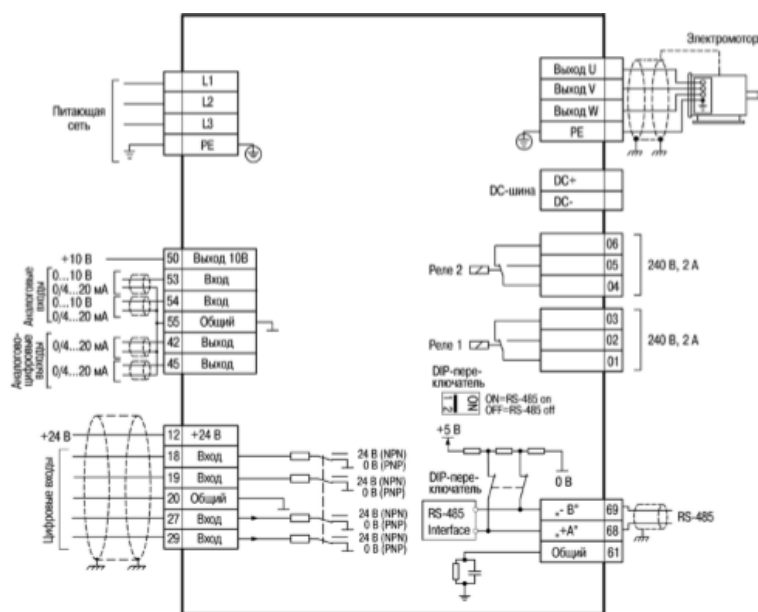 Электромотор
L1
L2
L3
PE
Питающая
сеть
Выход U
Выход V
Выход W
PE
DC-шина
DC+
DC-
+10 В
50 Выход 10В
0...10 В
0/4...20 мА
53 Вход
0...10 В
0/4...20 мА
54 Вход
55 Общий
0/4...20 мА
42 Выход
0/4...20 мА
45 Выход
Аналоговые
входы
Аналогово-
цифровые
выходы
Реле 2
06
05
04
240 В, 2 А
Реле 1
03
02
01
240 В, 2 А
DIP-пере-
ключатель
1 2
ON
ON=RS-485 on
OFF=RS-485 off
+5 В
0 В
+24 В
12 +24 В
18 Вход
24 В (NPN)
0 В (PNP)
19 Вход
24 В (NPN)
0 В (PNP)
20 Общий
27 Вход
24 В (NPN)
0 В (PNP)
29 Вход
24 В (NPN)
0 В (PNP)
Цифровые входы
DIP-пере-
ключатель
RS-485
Interface
„- B" 69
„+A" 68
Общий 61
RS-485